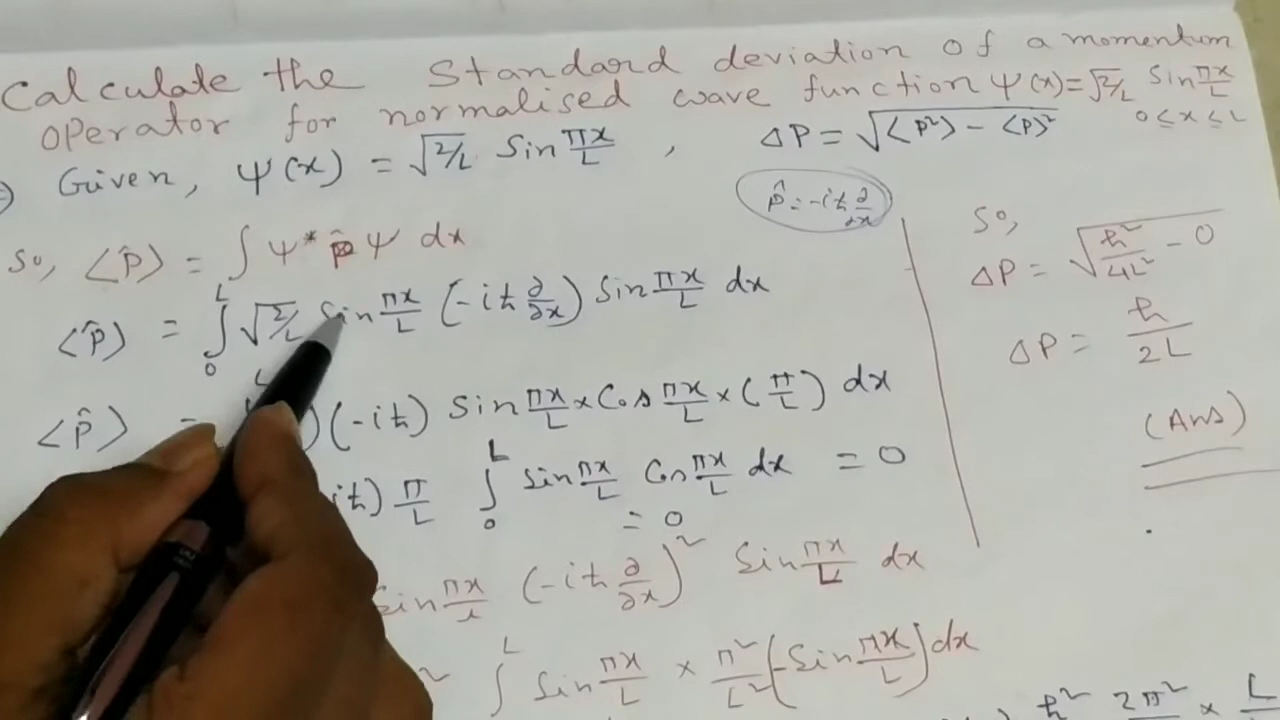 Calculate the Standard deviation of a momentum
operator for normalised wave function Ψ(x)=√2/L Sin πx/L
0≤x≤L
Given, Ψ(x) = √2/L Sin πx/L , ΔP = √<P²> - <P>²
p̂ = -iħ ∂/∂x
So, <p̂> = ∫ Ψ* p̂ Ψ dx
<p̂> = ∫₀ᴸ √2/L Sin πx/L (-iħ ∂/∂x) Sin πx/L dx
<p̂> = (-iħ) Sin πx/L × Cos πx/L × (π/L) dx
iħ) π/L ∫₀ᴸ Sin πx/L Cos πx/L dx = 0
= 0
Sin πx/L (-iħ ∂/∂x)² Sin πx/L dx
² ∫ᴸ Sin πx/L × π²/L² (-Sin πx/L) dx
ħ² 2π² × L
So,
ΔP = √ħ²/4L² - 0
ΔP = ħ/2L
(Ans)